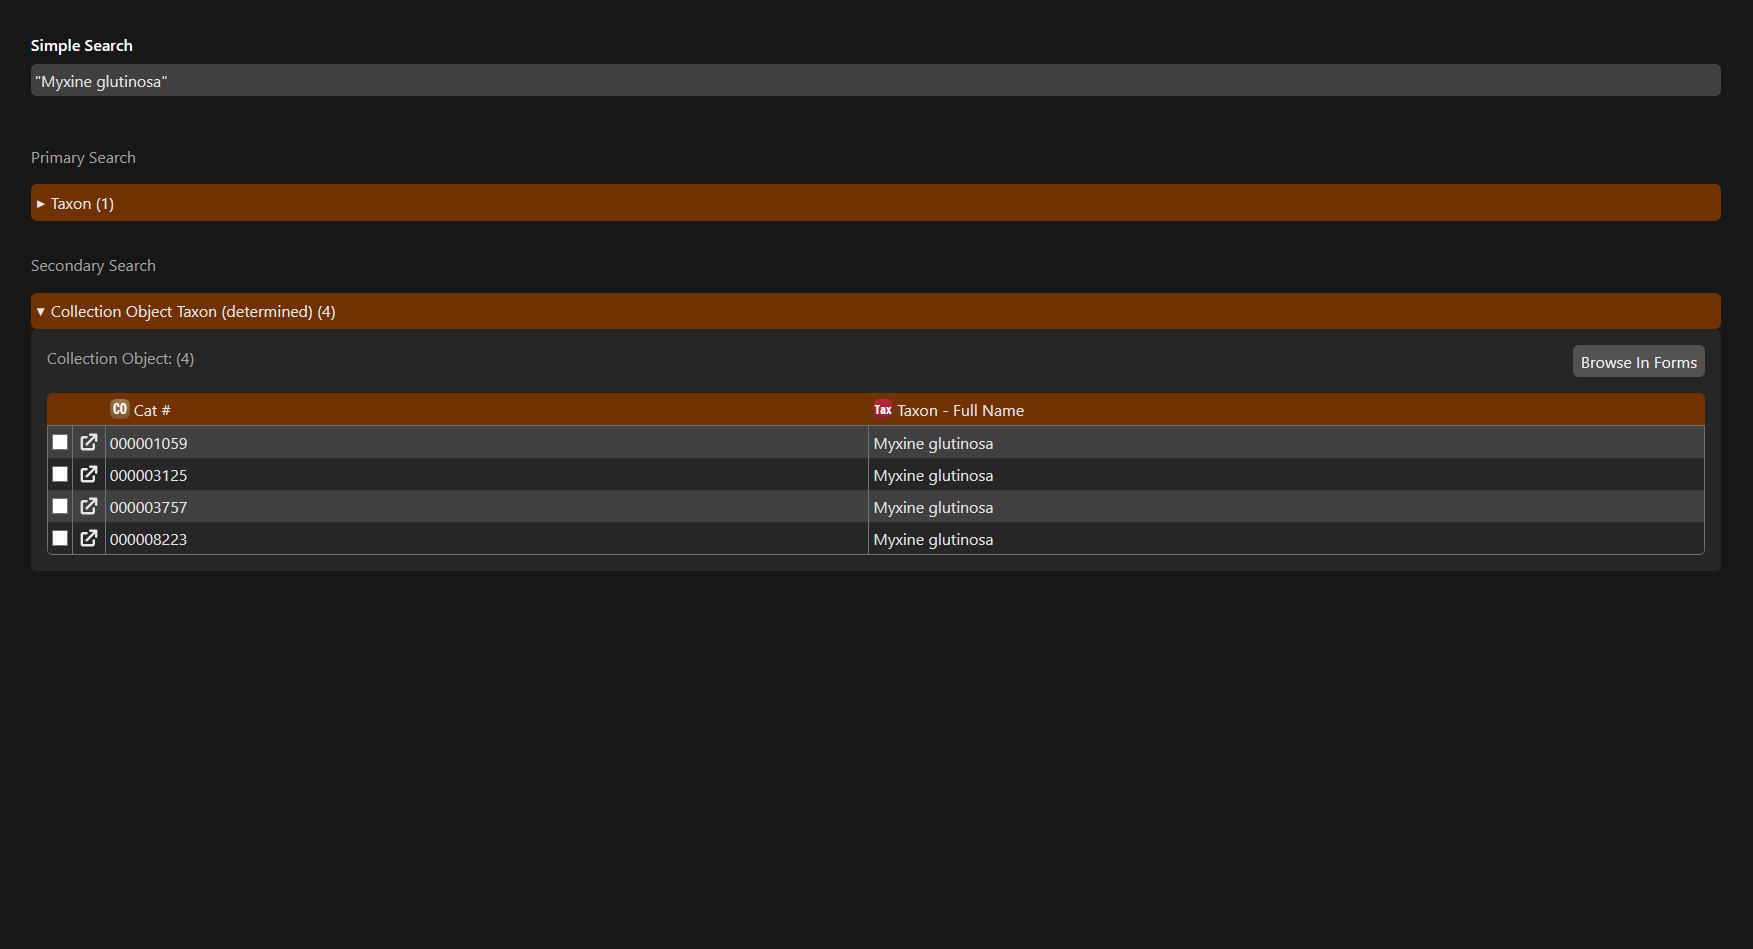 Simple Search
"Myxine glutinosa"
Primary Search
Taxon (1)
Secondary Search
Collection Object Taxon (determined) (4)
Collection Object: (4)
Browse In Forms
CO Cat # Tax Taxon - Full Name
000001059 Myxine glutinosa
000003125 Myxine glutinosa
000003757 Myxine glutinosa
000008223 Myxine glutinosa